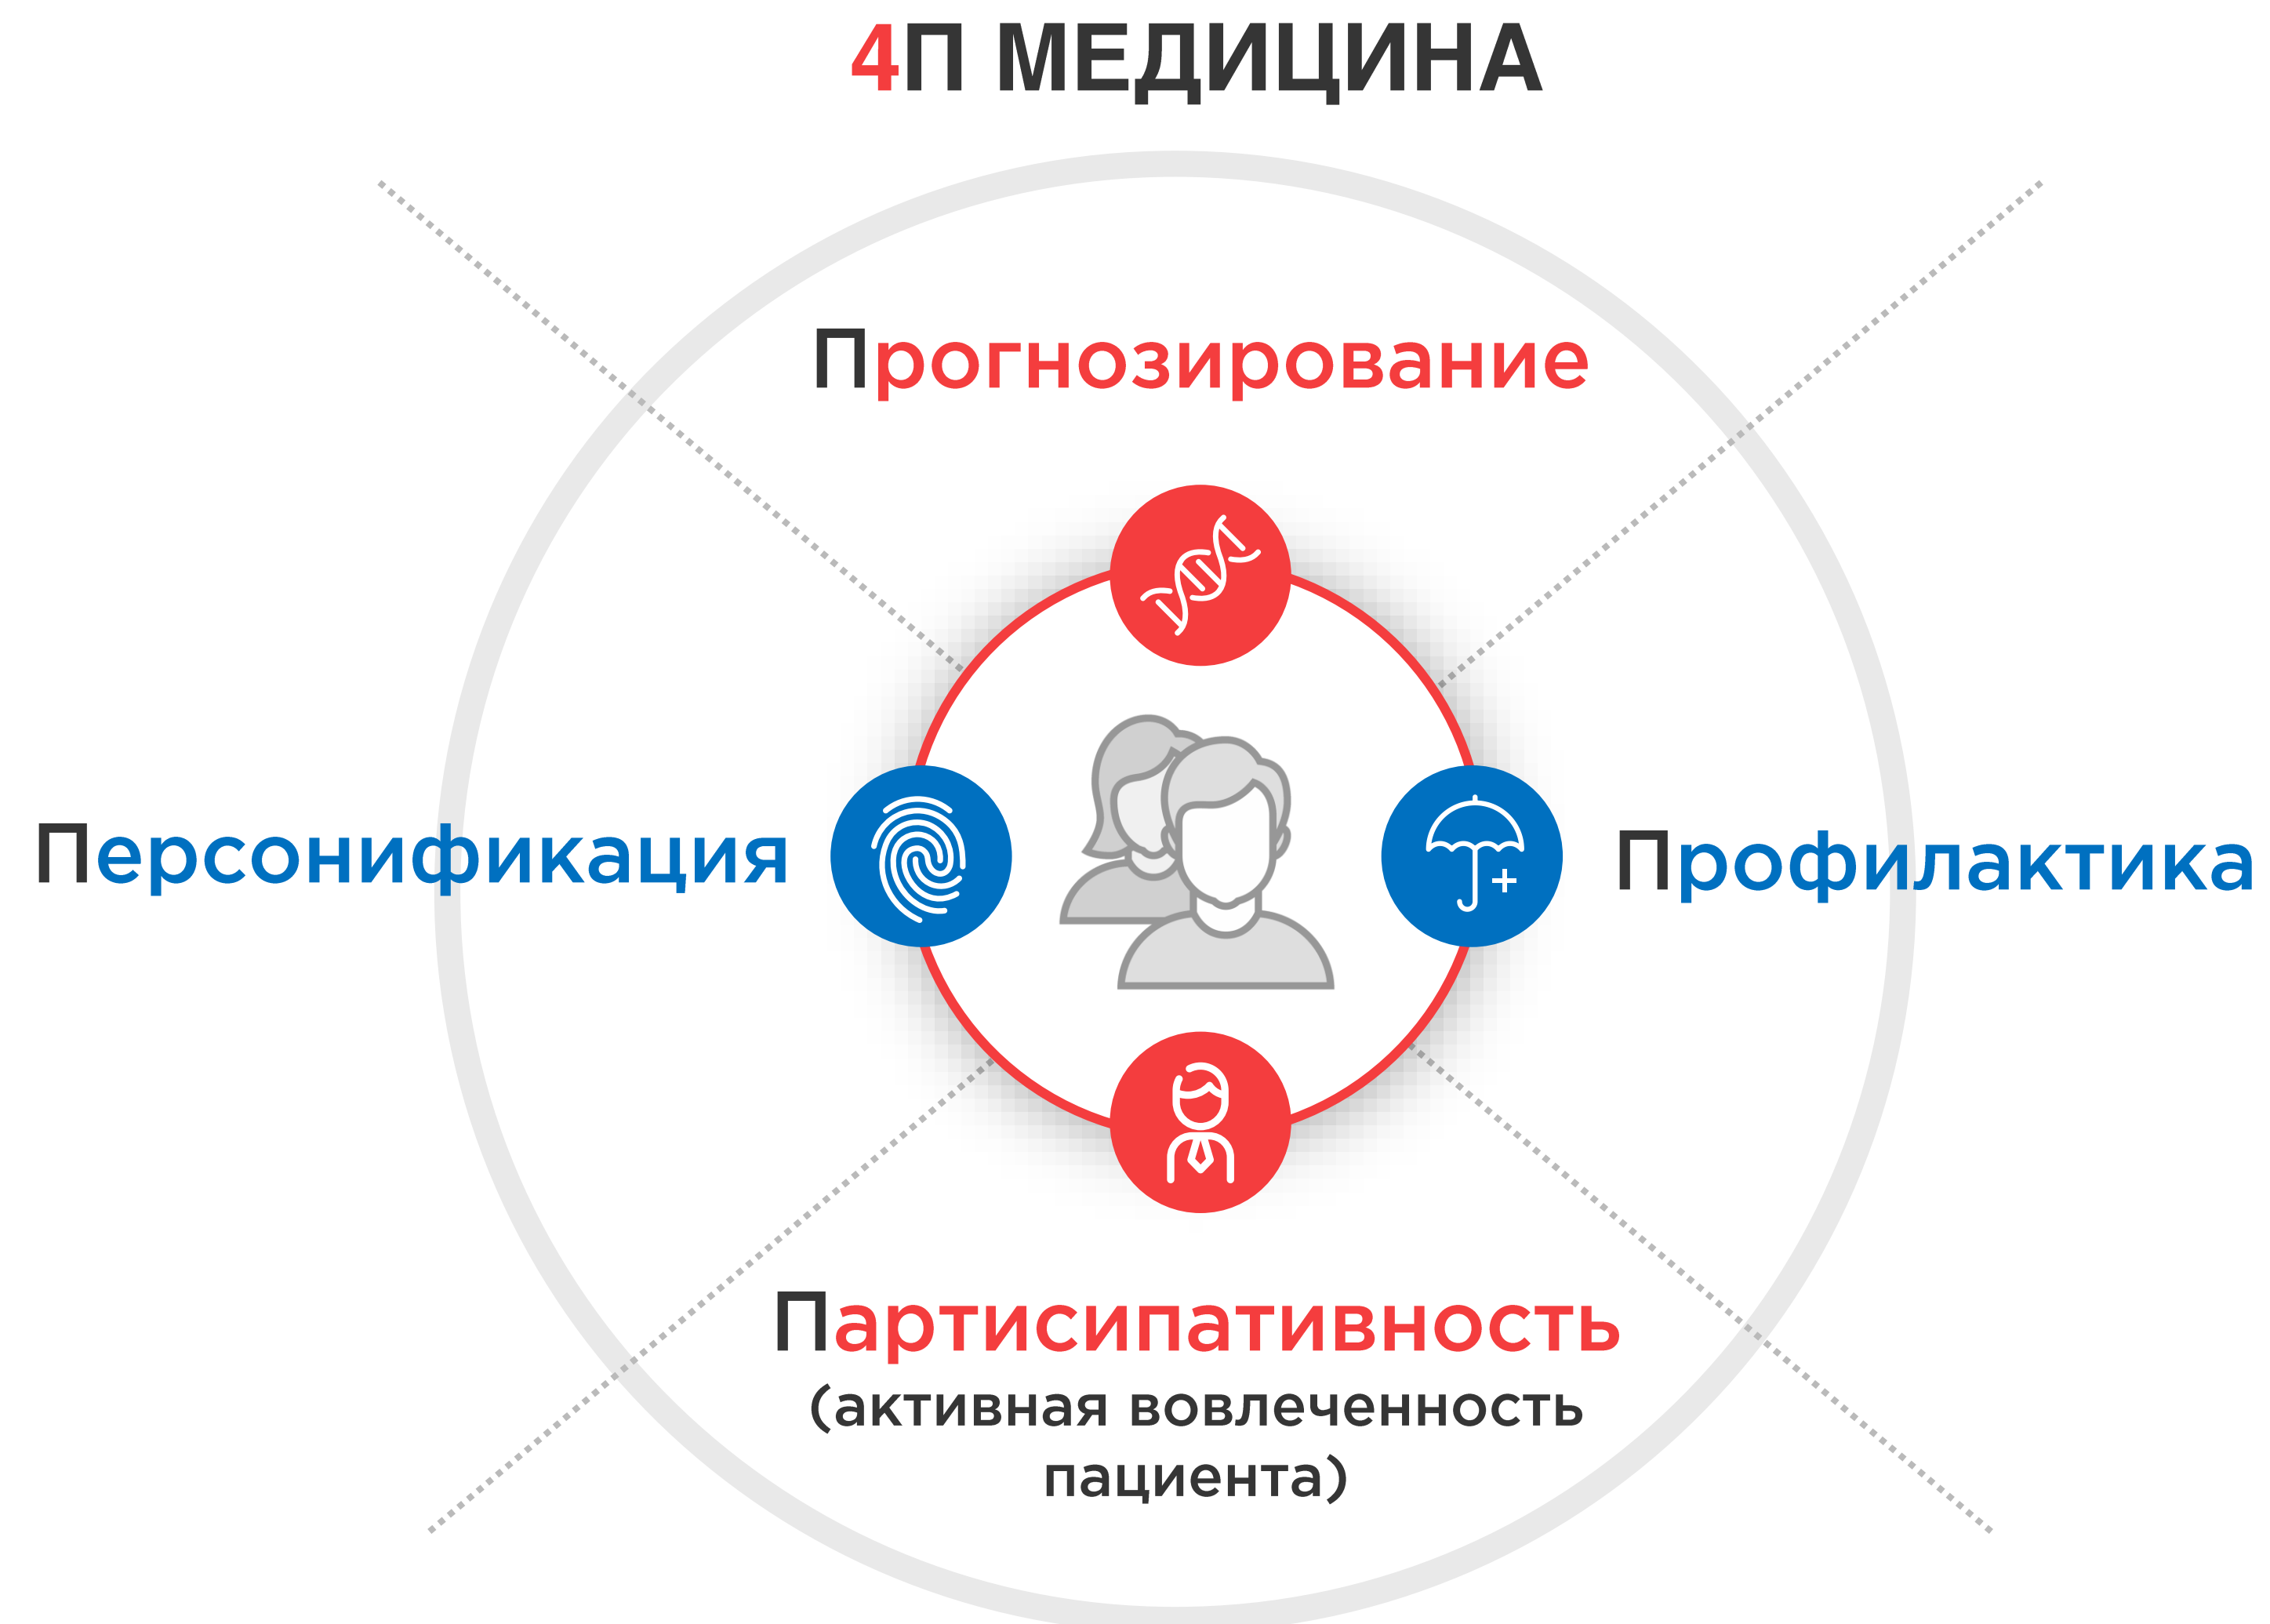 4П МЕДИЦИНА
Прогнозирование
Персонификация
Профилактика
Партисипативность
(активная вовлеченность
пациента)